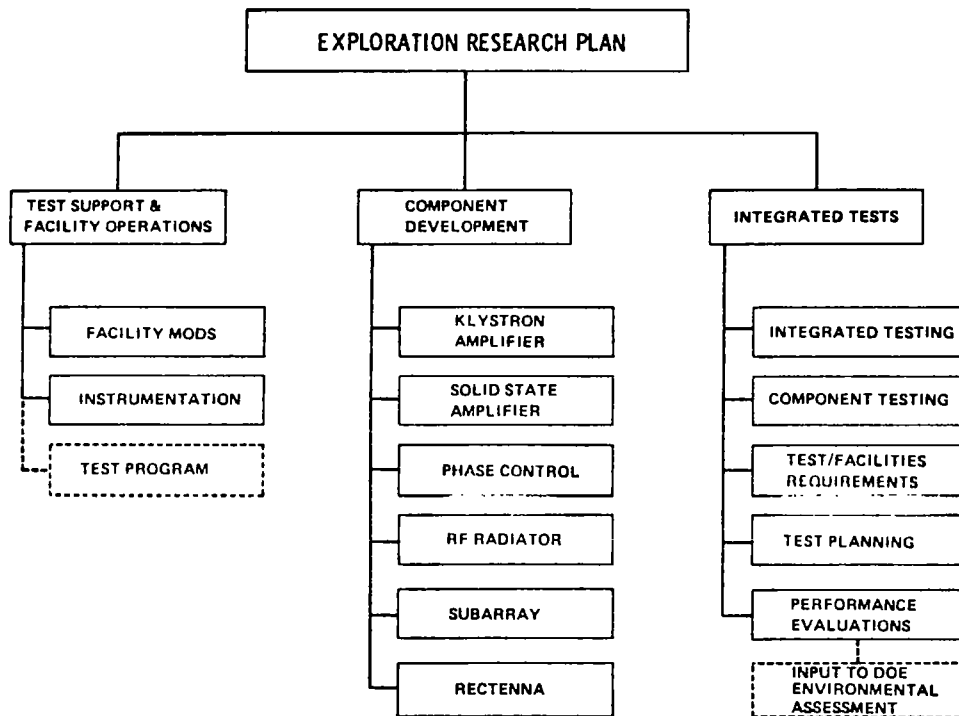 EXPLORATION RESEARCH PLAN
TEST SUPPORT &
FACILITY OPERATIONS
FACILITY MODS
INSTRUMENTATION
TEST PROGRAM
COMPONENT
DEVELOPMENT
KLYSTRON
AMPLIFIER
SOLID STATE
AMPLIFIER
PHASE CONTROL
RF RADIATOR
SUBARRAY
RECTENNA
INTEGRATED TESTS
INTEGRATED TESTING
COMPONENT TESTING
TEST/FACILITIES
REQUIREMENTS
TEST PLANNING
PERFORMANCE
EVALUATIONS
INPUT TO DOE
ENVIRONMENTAL
ASSESSMENT